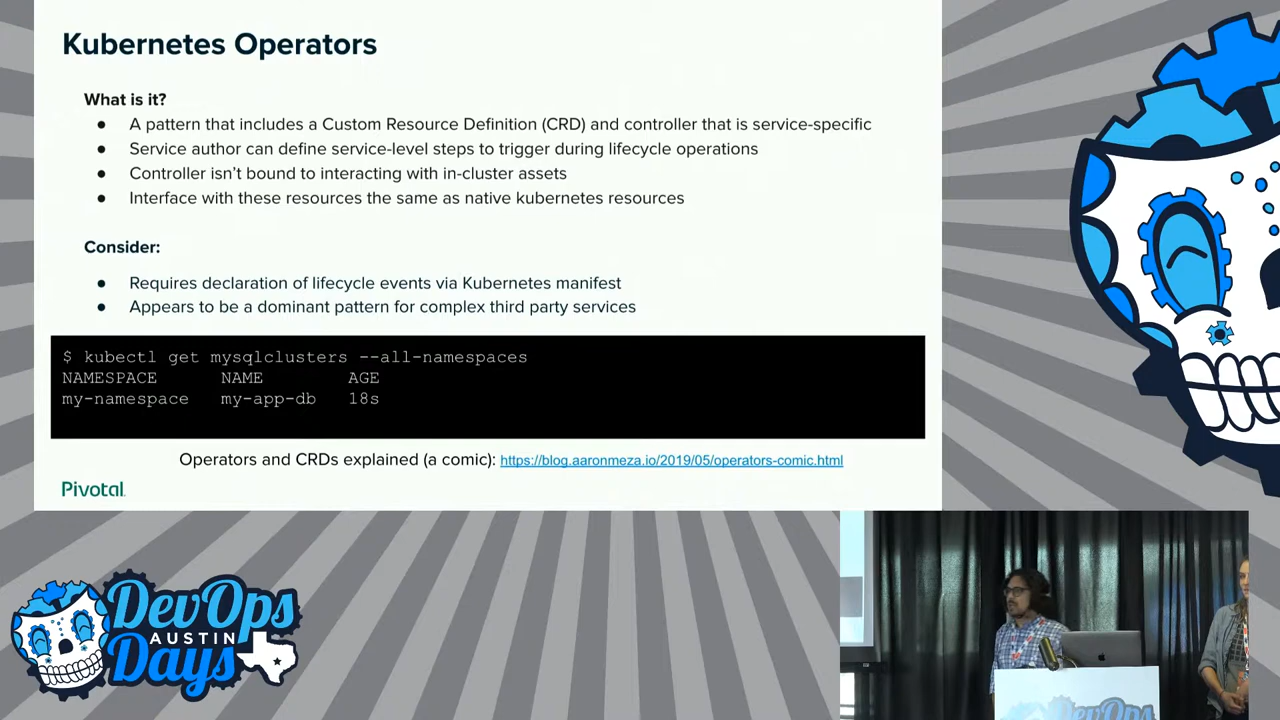 Kubernetes Operators
What is it?
● A pattern that includes a Custom Resource Definition (CRD) and controller that is service-specific
● Service author can define service-level steps to trigger during lifecycle operations
● Controller isn’t bound to interacting with in-cluster assets
● Interface with these resources the same as native kubernetes resources
Consider:
● Requires declaration of lifecycle events via Kubernetes manifest
● Appears to be a dominant pattern for complex third party services
$ kubectl get mysqlclusters --all-namespaces
NAMESPACE NAME AGE
my-namespace my-app-db 18s
Operators and CRDs explained (a comic): https://blog.aaronmeza.io/2019/05/operators-comic.html
Pivotal
DevOps
AUSTIN
Days
DevOps